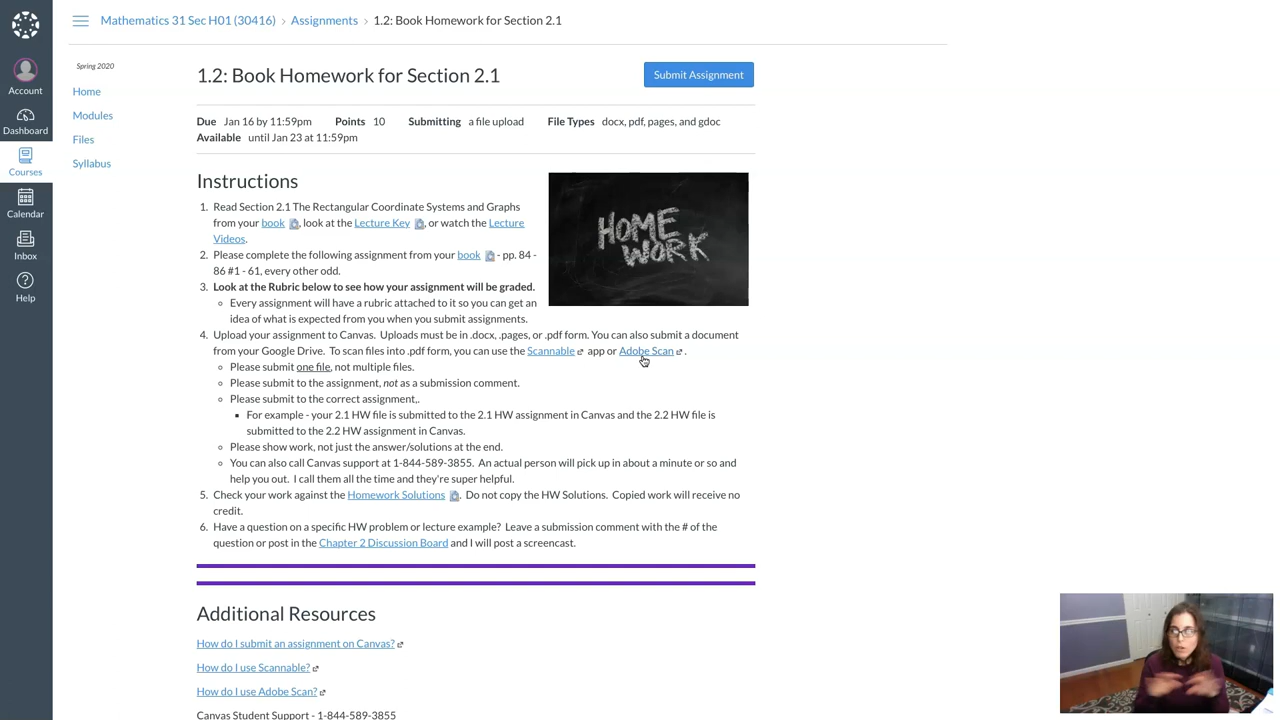 Mathematics 31 Sec H01 (30416) › Assignments › 1.2: Book Homework for Section 2.1
Account
Dashboard
Courses
Calendar
Inbox
Help
Spring 2020
Home
Modules
Files
Syllabus
1.2: Book Homework for Section 2.1
Submit Assignment
Due Jan 16 by 11:59pm Points 10 Submitting a file upload File Types docx, pdf, pages, and gdoc
Available until Jan 23 at 11:59pm
Instructions
HOME
WORK
1. Read Section 2.1 The Rectangular Coordinate Systems and Graphs
from your book , look at the Lecture Key , or watch the Lecture
Videos.
2. Please complete the following assignment from your book - pp. 84 -
86 #1 - 61, every other odd.
3. Look at the Rubric below to see how your assignment will be graded.
Every assignment will have a rubric attached to it so you can get an
idea of what is expected from you when you submit assignments.
4. Upload your assignment to Canvas. Uploads must be in .docx, .pages, or .pdf form. You can also submit a document
from your Google Drive. To scan files into .pdf form, you can use the Scannable app or Adobe Scan .
Please submit one file, not multiple files.
Please submit to the assignment, not as a submission comment.
Please submit to the correct assignment,.
For example - your 2.1 HW file is submitted to the 2.1 HW assignment in Canvas and the 2.2 HW file is
submitted to the 2.2 HW assignment in Canvas.
Please show work, not just the answer/solutions at the end.
You can also call Canvas support at 1-844-589-3855. An actual person will pick up in about a minute or so and
help you out. I call them all the time and they're super helpful.
5. Check your work against the Homework Solutions . Do not copy the HW Solutions. Copied work will receive no
credit.
6. Have a question on a specific HW problem or lecture example? Leave a submission comment with the # of the
question or post in the Chapter 2 Discussion Board and I will post a screencast.
Additional Resources
How do I submit an assignment on Canvas?
How do I use Scannable?
How do I use Adobe Scan?
Canvas Student Support - 1-844-589-3855